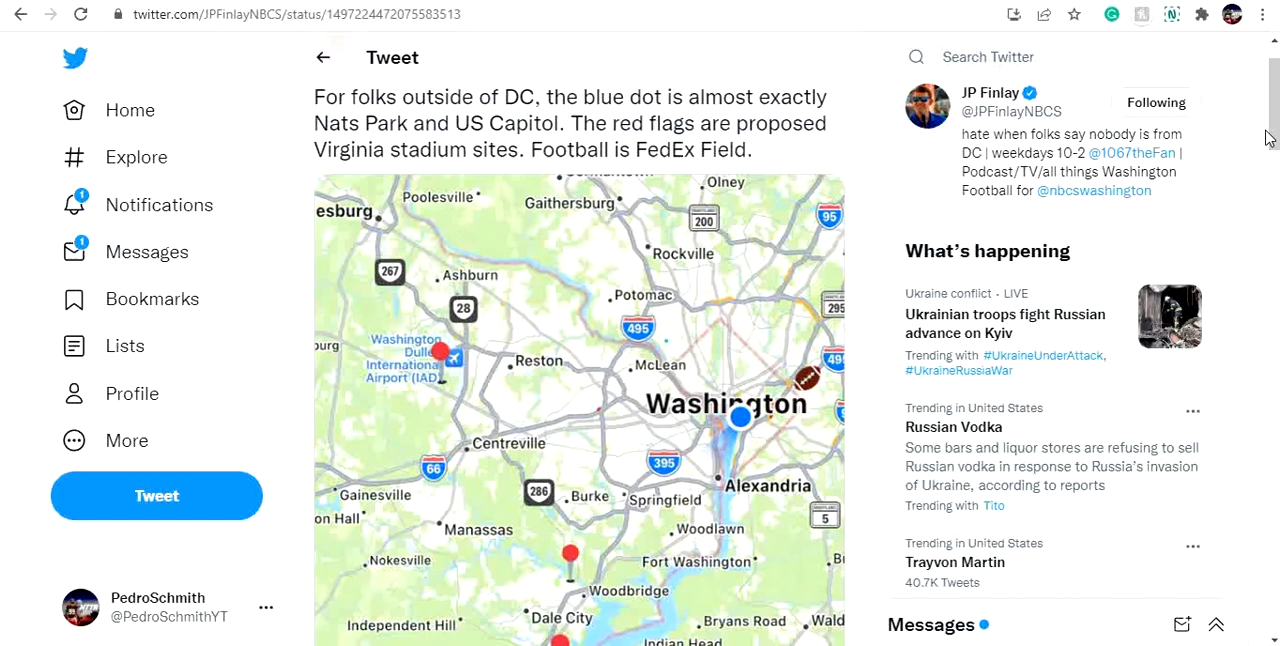 twitter.com/JPFinlayNBCS/status/1497224472075583513
Home
Explore
1
Notifications
1
Messages
Bookmarks
Lists
Profile
More
Tweet
PedroSchmith
@PedroSchmithYT
Tweet
For folks outside of DC, the blue dot is almost exactly
Nats Park and US Capitol. The red flags are proposed
Virginia stadium sites. Football is FedEx Field.
Olney
Poolesville
Gaithersburg
esburg
200
95
Rockville
267
Ashburn
28
Potomac
295
495
Washington
Dulle
International
Airport (IAD)
burg
Reston
McLean
Washington
Centreville
66
395
Alexandria
286
Gainesville
Burke
Springfield
on Hall
5
Manassas
Woodlawn
Nokesville
Fort Washington
Woodbridge
Dale City
Independent Hill
Bryans Road
Wald
Indian Head
Search Twitter
JP Finlay
@JPFinlayNBCS
Following
hate when folks say nobody is from
DC | weekdays 10-2 @1067theFan |
Podcast/TV/all things Washington
Football for @nbcswashington
What's happening
Ukraine conflict · LIVE
Ukrainian troops fight Russian
advance on Kyiv
Trending with #UkraineUnderAttack,
#UkraineRussiaWar
Trending in United States
Russian Vodka
Some bars and liquor stores are refusing to sell
Russian vodka in response to Russia's invasion
of Ukraine, according to reports
Trending with Tito
Trending in United States
Trayvon Martin
40.7K Tweets
Messages